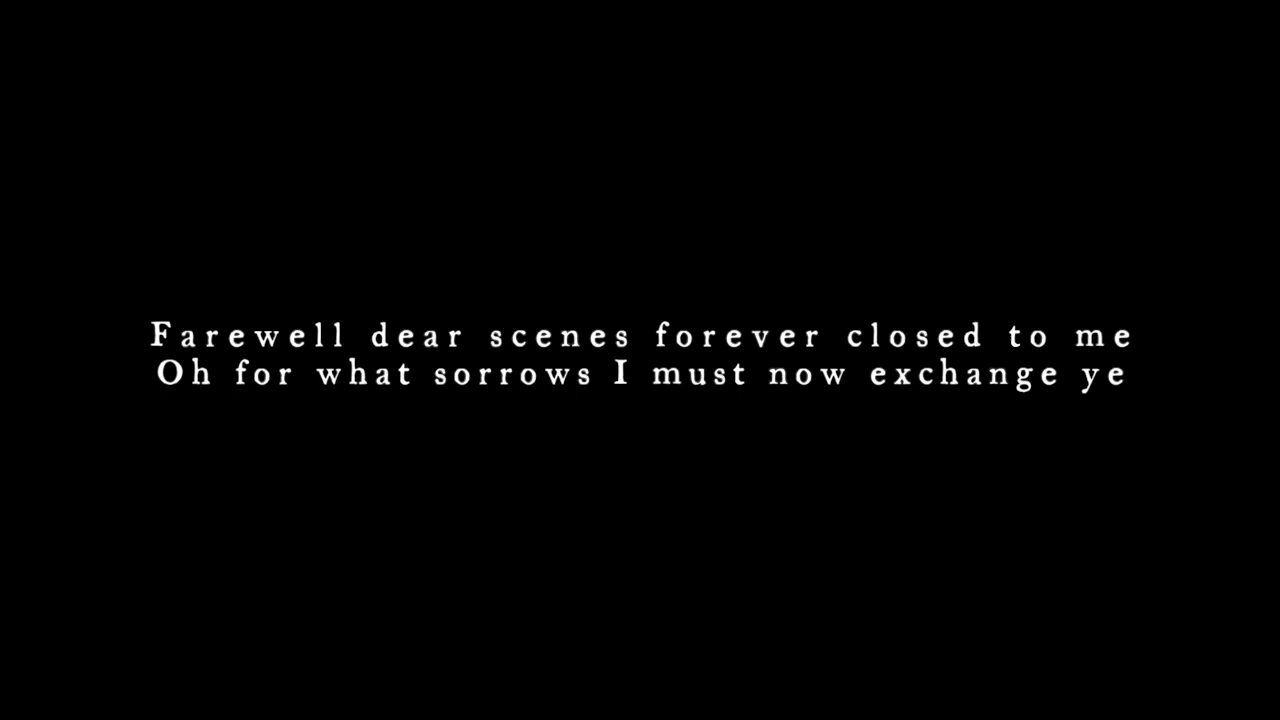 Farewell dear scenes forever closed to me
Oh for what sorrows I must now exchange ye